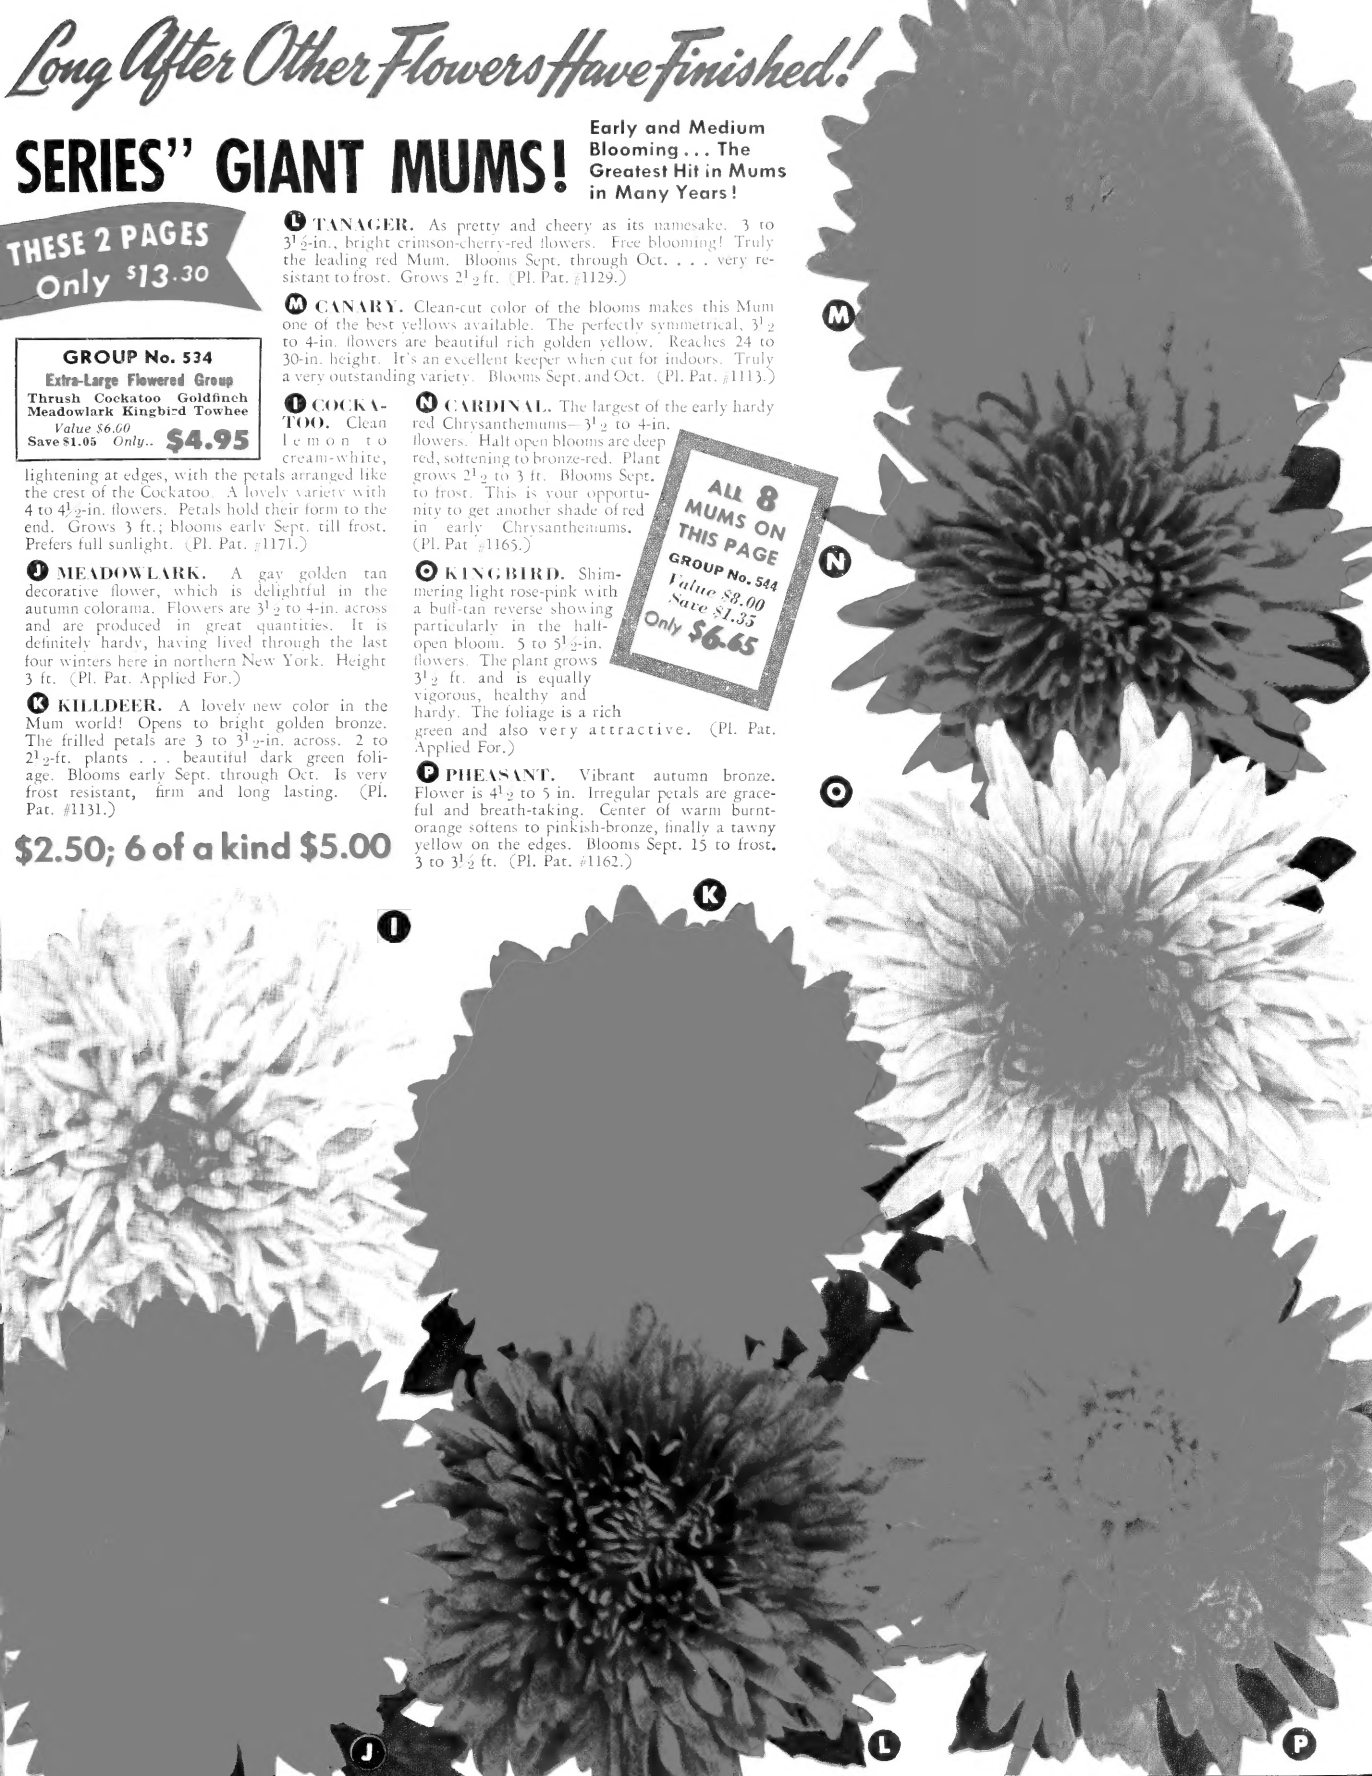 Long After Other Flowers Have Finished!
SERIES” GIANT MUMS!
Early and Medium
Blooming . . . The
Greatest Hit in Mums
in Many Years!
THESE 2 PAGES
Only $13.30
GROUP No. 534
Extra-Large Flowered Group
Thrush Cockatoo Goldfinch
Meadowlark Kingbird Towhee
Value $6.00
Save $1.05 Only.. $4.95
L TANAGER. As pretty and cheery as its namesake. 3 to
3½-in., bright crimson-cherry-red flowers. Free blooming! Truly
the leading red Mum. Blooms Sept. through Oct. . . . very re-
sistant to frost. Grows 2½ ft. (Pl. Pat. #1129.)
M CANARY. Clean-cut color of the blooms makes this Mum
one of the best yellows available. The perfectly symmetrical, 3½
to 4-in. flowers are beautiful rich golden yellow. Reaches 24 to
30-in. height. It's an excellent keeper when cut for indoors. Truly
a very outstanding variety. Blooms Sept. and Oct. (Pl. Pat. #1113.)
I COCKA-
TOO. Clean
lemon to
cream-white,
lightening at edges, with the petals arranged like
the crest of the Cockatoo. A lovely variety with
4 to 4½-in. flowers. Petals hold their form to the
end. Grows 3 ft.; blooms early Sept. till frost.
Prefers full sunlight. (Pl. Pat. #1171.)
J MEADOWLARK. A gay golden tan
decorative flower, which is delightful in the
autumn colorama. Flowers are 3½ to 4-in. across
and are produced in great quantities. It is
definitely hardy, having lived through the last
four winters here in northern New York. Height
3 ft. (Pl. Pat. Applied For.)
K KILLDEER. A lovely new color in the
Mum world! Opens to bright golden bronze.
The frilled petals are 3 to 3½-in. across. 2 to
2½-ft. plants . . . beautiful dark green foli-
age. Blooms early Sept. through Oct. Is very
frost resistant, firm and long lasting. (Pl.
Pat. #1131.)
$2.50; 6 of a kind $5.00
N CARDINAL. The largest of the early hardy
red Chrysanthemums—3½ to 4-in.
flowers. Half open blooms are deep
red, softening to bronze-red. Plant
grows 2½ to 3 ft. Blooms Sept.
to frost. This is your opportu-
nity to get another shade of red
in early Chrysanthemums.
(Pl. Pat #1165.)
O KINGBIRD. Shim-
mering light rose-pink with
a buff-tan reverse showing
particularly in the half-
open bloom. 5 to 5½-in.
flowers. The plant grows
3½ ft. and is equally
vigorous, healthy and
hardy. The foliage is a rich
green and also very attractive. (Pl. Pat.
Applied For.)
P PHEASANT. Vibrant autumn bronze.
Flower is 4½ to 5 in. Irregular petals are grace-
ful and breath-taking. Center of warm burnt-
orange softens to pinkish-bronze, finally a tawny
yellow on the edges. Blooms Sept. 15 to frost.
3 to 3½ ft. (Pl. Pat. #1162.)
ALL 8
MUMS ON
THIS PAGE
GROUP No. 544
Value $8.00
Save $1.35
Only $6.65
M
N
O
I
K
J
L
P